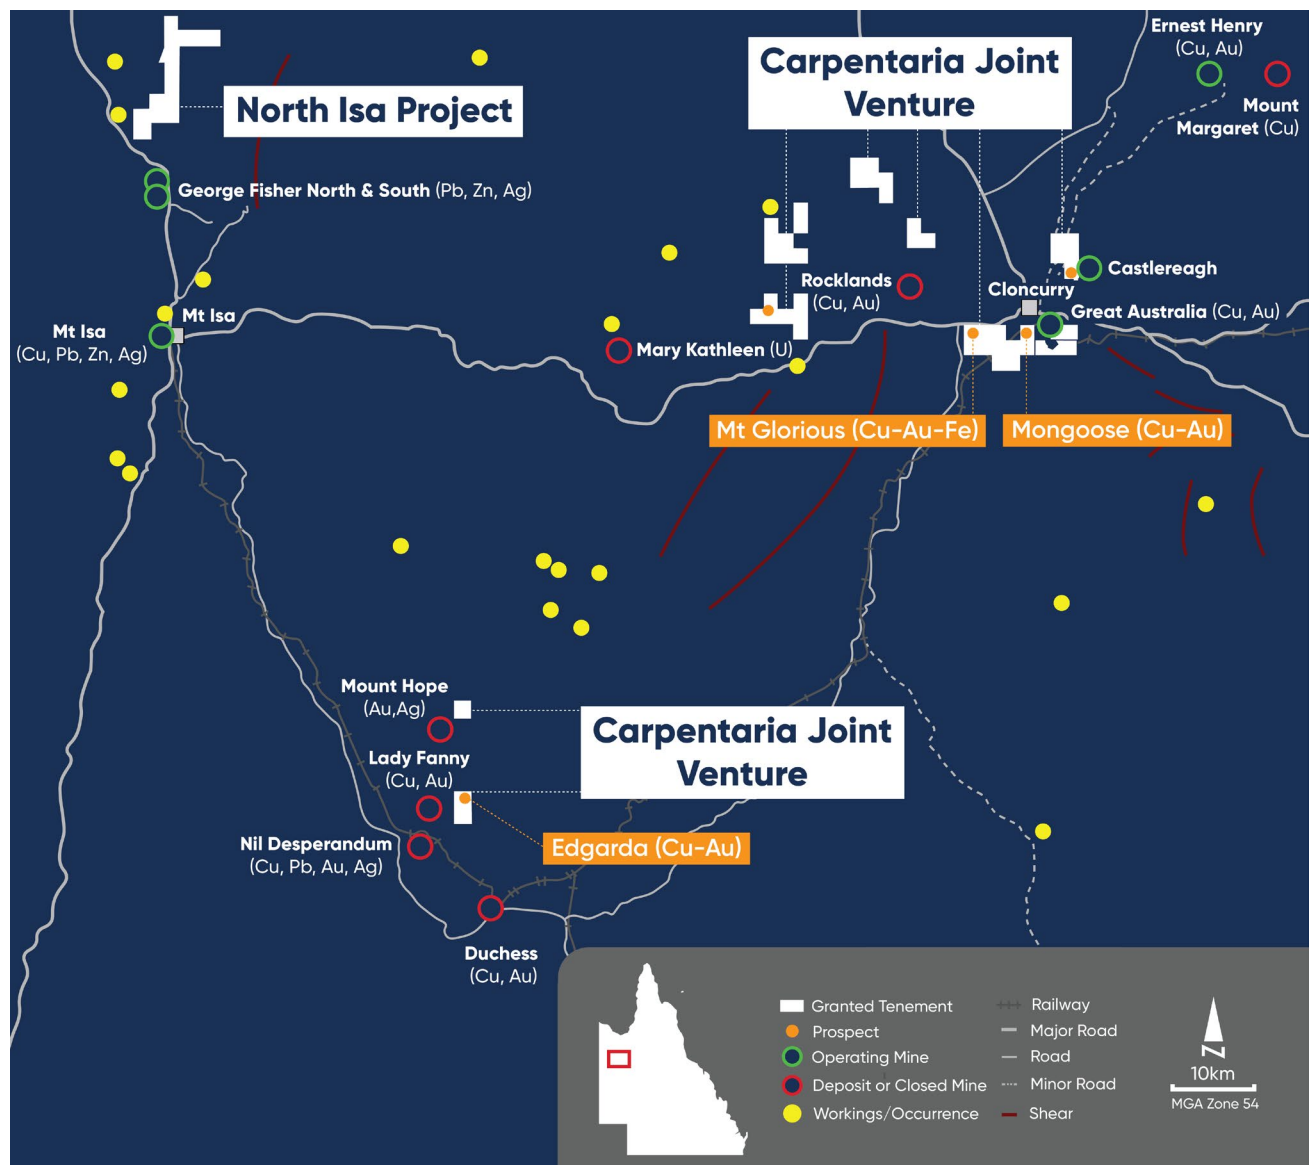 Ernest Henry
(Cu, Au)
Mount
Margaret (Cu)
Carpentaria Joint
Venture
North Isa Project
George Fisher North & South (Pb, Zn, Ag)
Castlereagh
Rocklands
(Cu, Au)
Cloncurry
Great Australia (Cu, Au)
Mt Isa
Mt Isa
(Cu, Pb, Zn, Ag)
Mary Kathleen (U)
Mt Glorious (Cu-Au-Fe)
Mongoose (Cu-Au)
Mount Hope
(Au,Ag)
Carpentaria Joint
Venture
Lady Fanny
(Cu, Au)
Edgarda (Cu-Au)
Nil Desperandum
(Cu, Pb, Au, Ag)
Duchess
(Cu, Au)
Granted Tenement
Prospect
Operating Mine
Deposit or Closed Mine
Workings/Occurrence
Railway
Major Road
Road
Minor Road
Shear
N
10km
MGA Zone 54